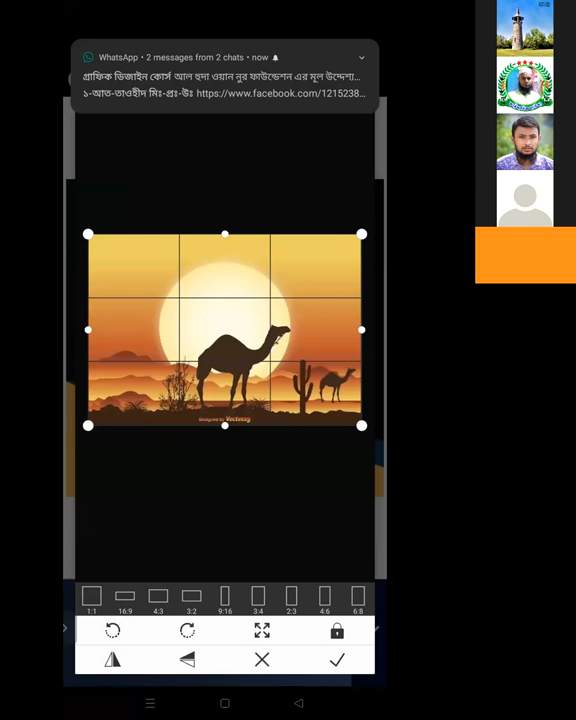 WhatsApp • 2 messages from 2 chats • now
গ্রাফিক ডিজাইন কোর্স আল হুদা ওয়ান নুর ফাউন্ডেশন এর মূল উদ্দেশ্য...
১-আত-তাওহীদ মিঃ-প্রঃ-উঃ https://www.facebook.com/1215238...
Designed by Vecteezy
1:1 16:9 4:3 3:2 9:16 3:4 2:3 4:6 6:8